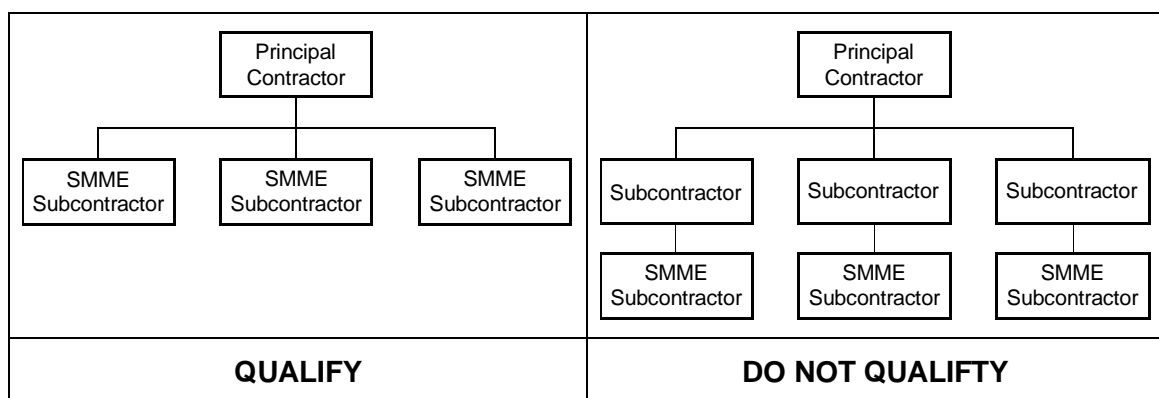 Principal
Contractor
SMME
Subcontractor
SMME
Subcontractor
SMME
Subcontractor
QUALIFY
Principal
Contractor
Subcontractor
Subcontractor
Subcontractor
SMME
Subcontractor
SMME
Subcontractor
SMME
Subcontractor
DO NOT QUALIFTY